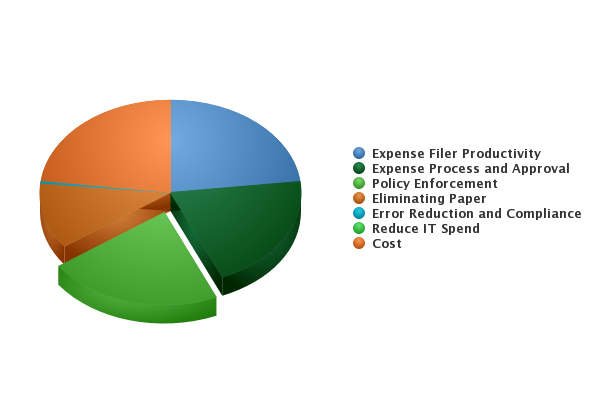 Expense Filer Productivity
Expense Process and Approval
Policy Enforcement
Eliminating Paper
Error Reduction and Compliance
Reduce IT Spend
Cost